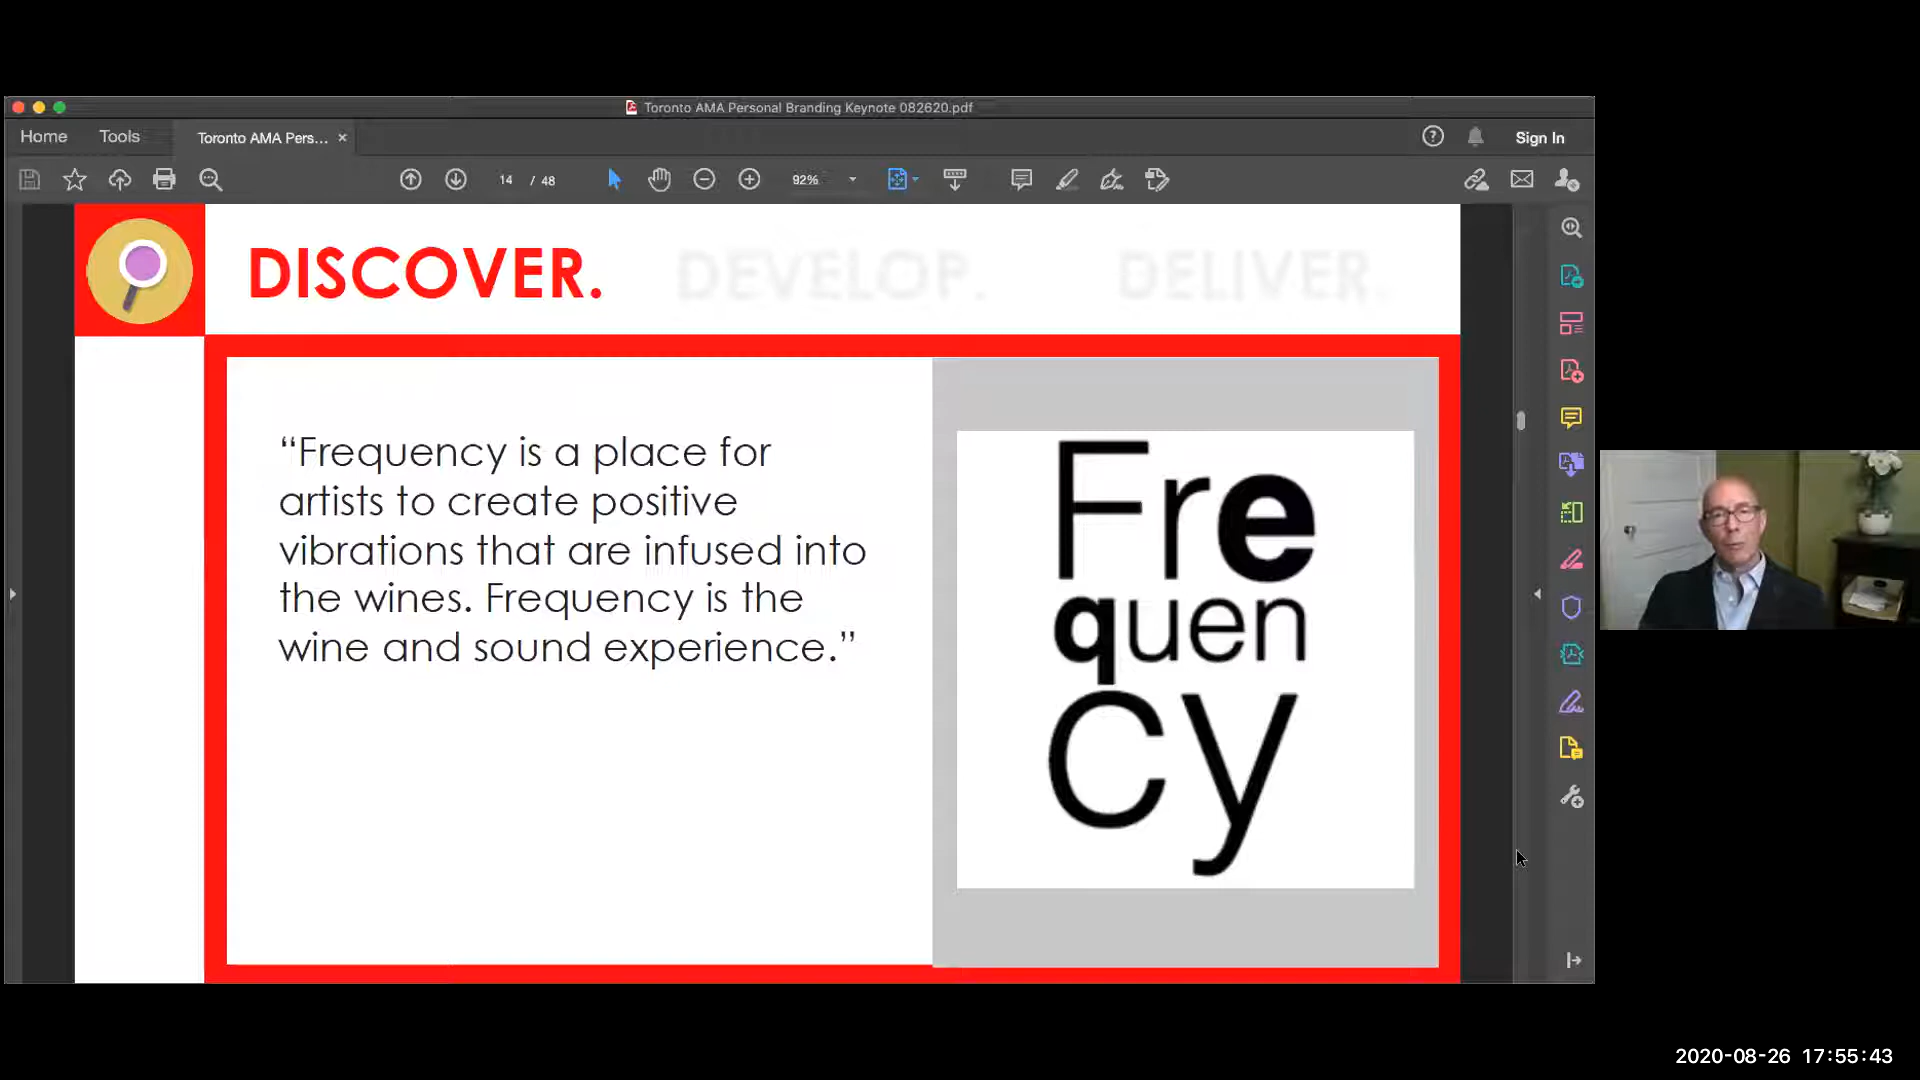 Toronto AMA Personal Branding Keynote 082620.pdf
Home
Tools
Toronto AMA Pers...
Sign In
14 / 48
92%
DISCOVER.
DEVELOP.
DELIVER.
“Frequency is a place for
artists to create positive
vibrations that are infused into
the wines. Frequency is the
wine and sound experience.”
Fre
quen
cy
2020-08-26 17:55:43